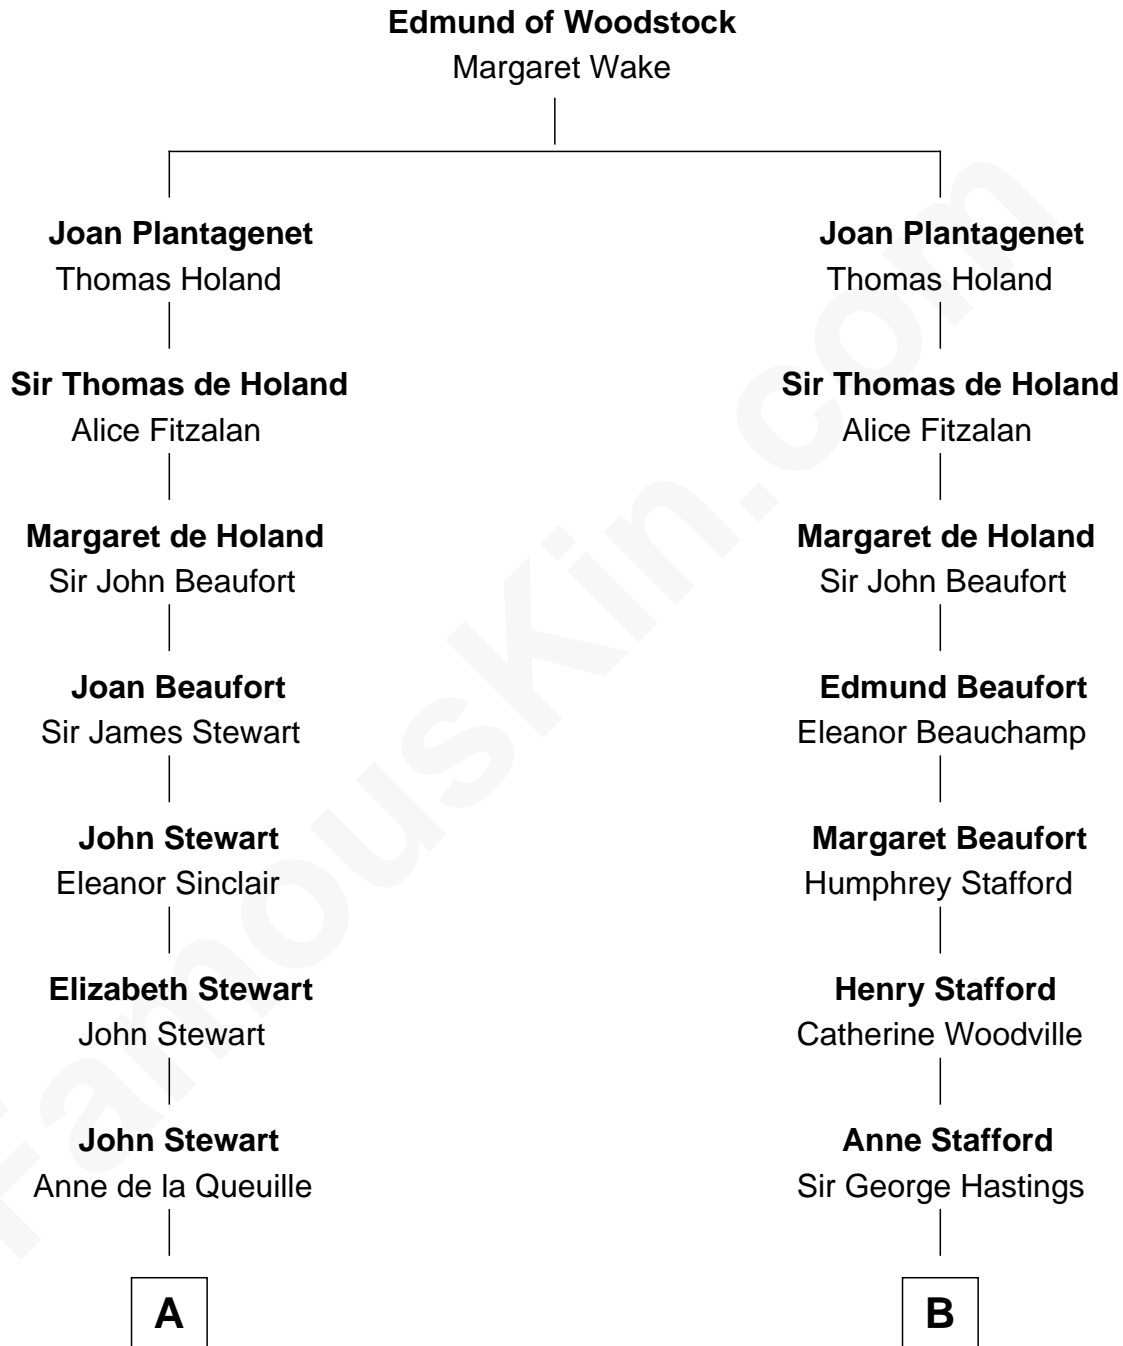 Edmund of Woodstock
Margaret Wake
Joan Plantagenet
Thomas Holand
Sir Thomas de Holand
Alice Fitzalan
Margaret de Holand
Sir John Beaufort
Joan Beaufort
Sir James Stewart
John Stewart
Eleanor Sinclair
Elizabeth Stewart
John Stewart
John Stewart
Anne de la Queuille
A
Joan Plantagenet
Thomas Holand
Sir Thomas de Holand
Alice Fitzalan
Margaret de Holand
Sir John Beaufort
Edmund Beaufort
Eleanor Beauchamp
Margaret Beaufort
Humphrey Stafford
Henry Stafford
Catherine Woodville
Anne Stafford
Sir George Hastings
B
FamousKin.com